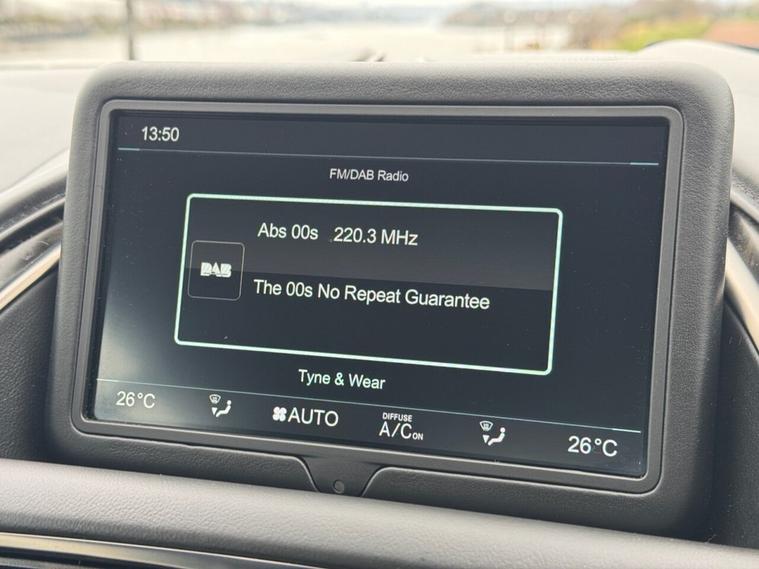 13:50
FM/DAB Radio
Abs 00s 220.3 MHz
DAB
The 00s No Repeat Guarantee
Tyne & Wear
26°C AUTO DIFFUSE A/C ON 26°C